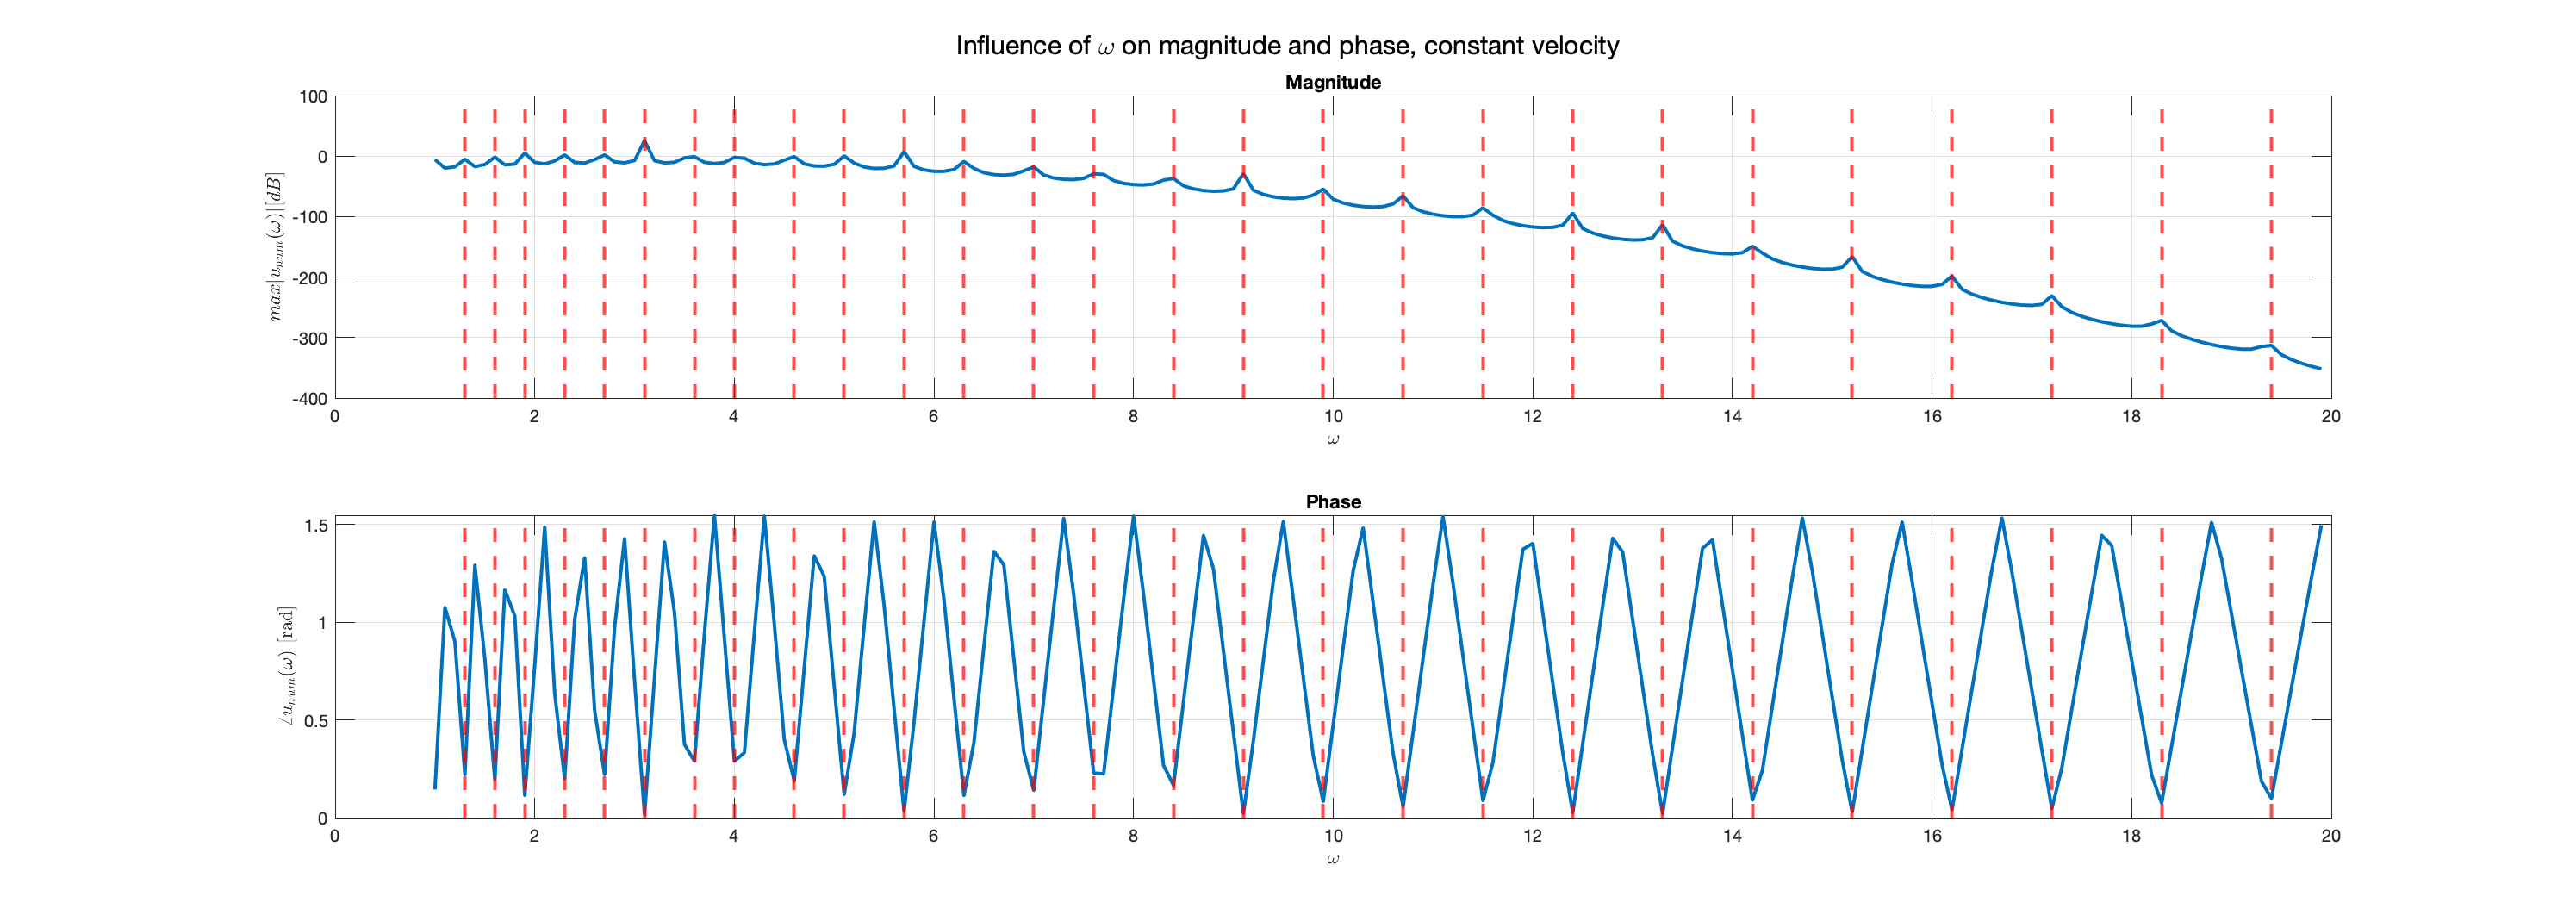 Influence of ω on magnitude and phase, constant velocity
Magnitude
100
0
-100
-200
-300
-400
max|u_num(ω)|[dB]
0 2 4 6 8 10 12 14 16 18 20
ω
Phase
1.5
1
0.5
0
∠u_num(ω) [rad]
0 2 4 6 8 10 12 14 16 18 20
ω